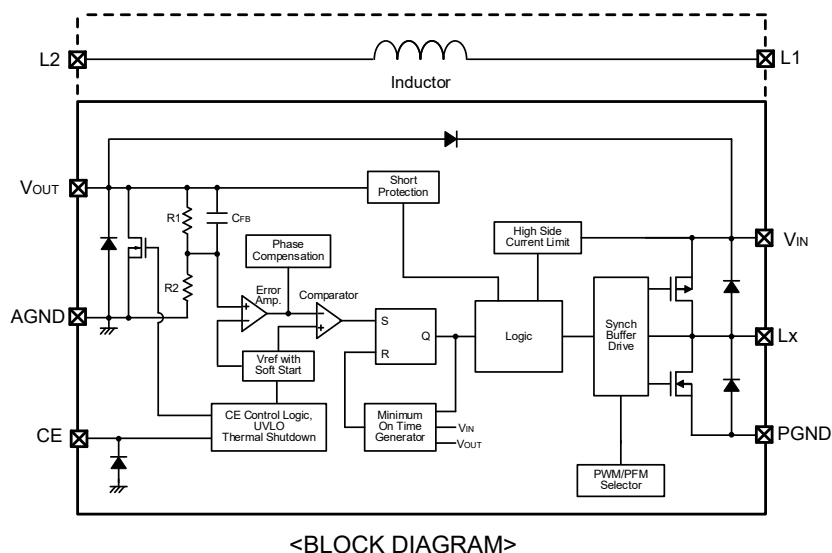 L2
L1
Inductor
VOUT
Short
Protection
R1
CFB
High Side
Current Limit
Phase
Compensation
VIN
R2
Error
Amp.
Comparator
AGND
S
Q
R
Logic
Synch
Buffer
Drive
Lx
Vref with
Soft Start
CE
CE Control Logic,
UVLO
Thermal Shutdown
Minimum
On Time
Generator
VIN
VOUT
PGND
PWM/PFM
Selector
<BLOCK DIAGRAM>